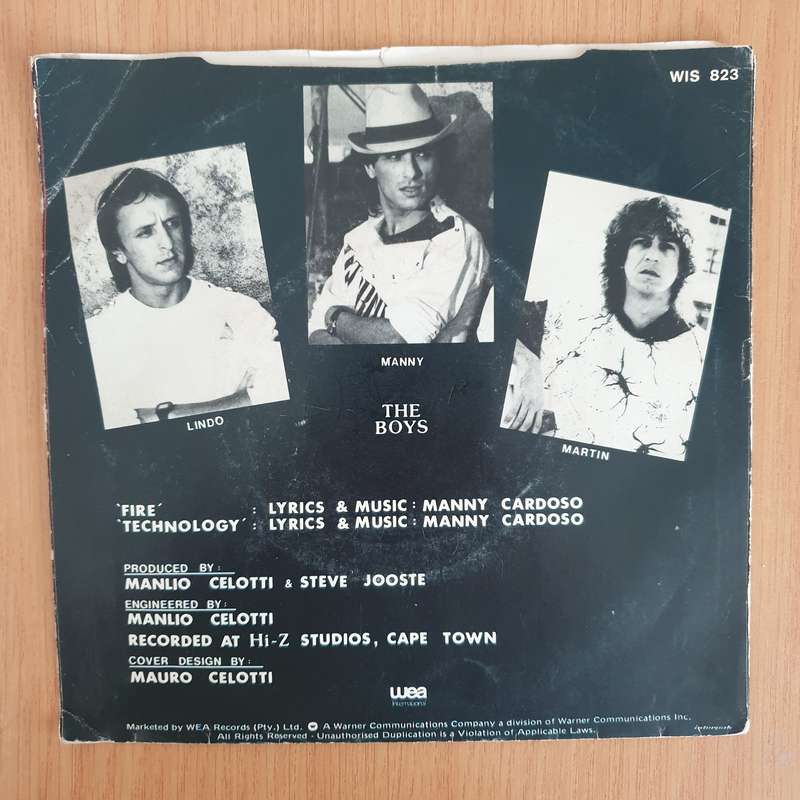 WIS 823
MANNY
LINDO
THE
BOYS
MARTIN
'FIRE' : LYRICS & MUSIC : MANNY CARDOSO
'TECHNOLOGY' : LYRICS & MUSIC : MANNY CARDOSO
PRODUCED BY:
MANLIO CELOTTI & STEVE JOOSTE
ENGINEERED BY:
MANLIO CELOTTI
RECORDED AT Hi-Z STUDIOS, CAPE TOWN
COVER DESIGN BY:
MAURO CELOTTI
wea
International
Marketed by WEA Records (Pty.) Ltd. A Warner Communications Company a division of Warner Communications Inc.
All Rights Reserved - Unauthorised Duplication is a Violation of Applicable Laws.